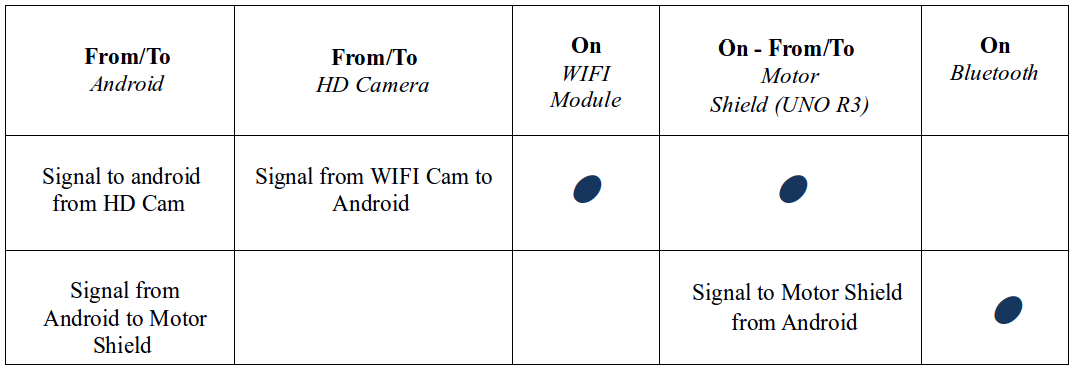 From/To
Android
From/To
HD Camera
On
WIFI
Module
On - From/To
Motor
Shield (UNO R3)
On
Bluetooth
Signal to android
from HD Cam
Signal from WIFI Cam to
Android
Signal from
Android to Motor
Shield
Signal to Motor Shield
from Android